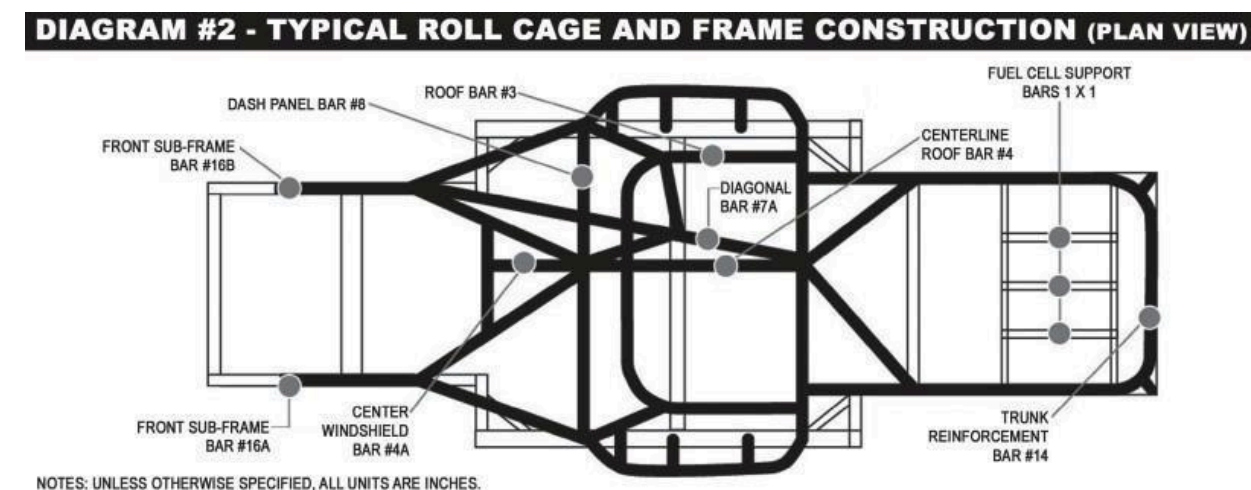 DIAGRAM #2 - TYPICAL ROLL CAGE AND FRAME CONSTRUCTION (PLAN VIEW)
FUEL CELL SUPPORT
BARS 1 X 1
ROOF BAR #3
DASH PANEL BAR #8
CENTERLINE
ROOF BAR #4
FRONT SUB-FRAME
BAR #16B
DIAGONAL
BAR #7A
CENTER
WINDSHIELD
BAR #4A
FRONT SUB-FRAME
BAR #16A
TRUNK
REINFORCEMENT
BAR #14
NOTES: UNLESS OTHERWISE SPECIFIED, ALL UNITS ARE INCHES.